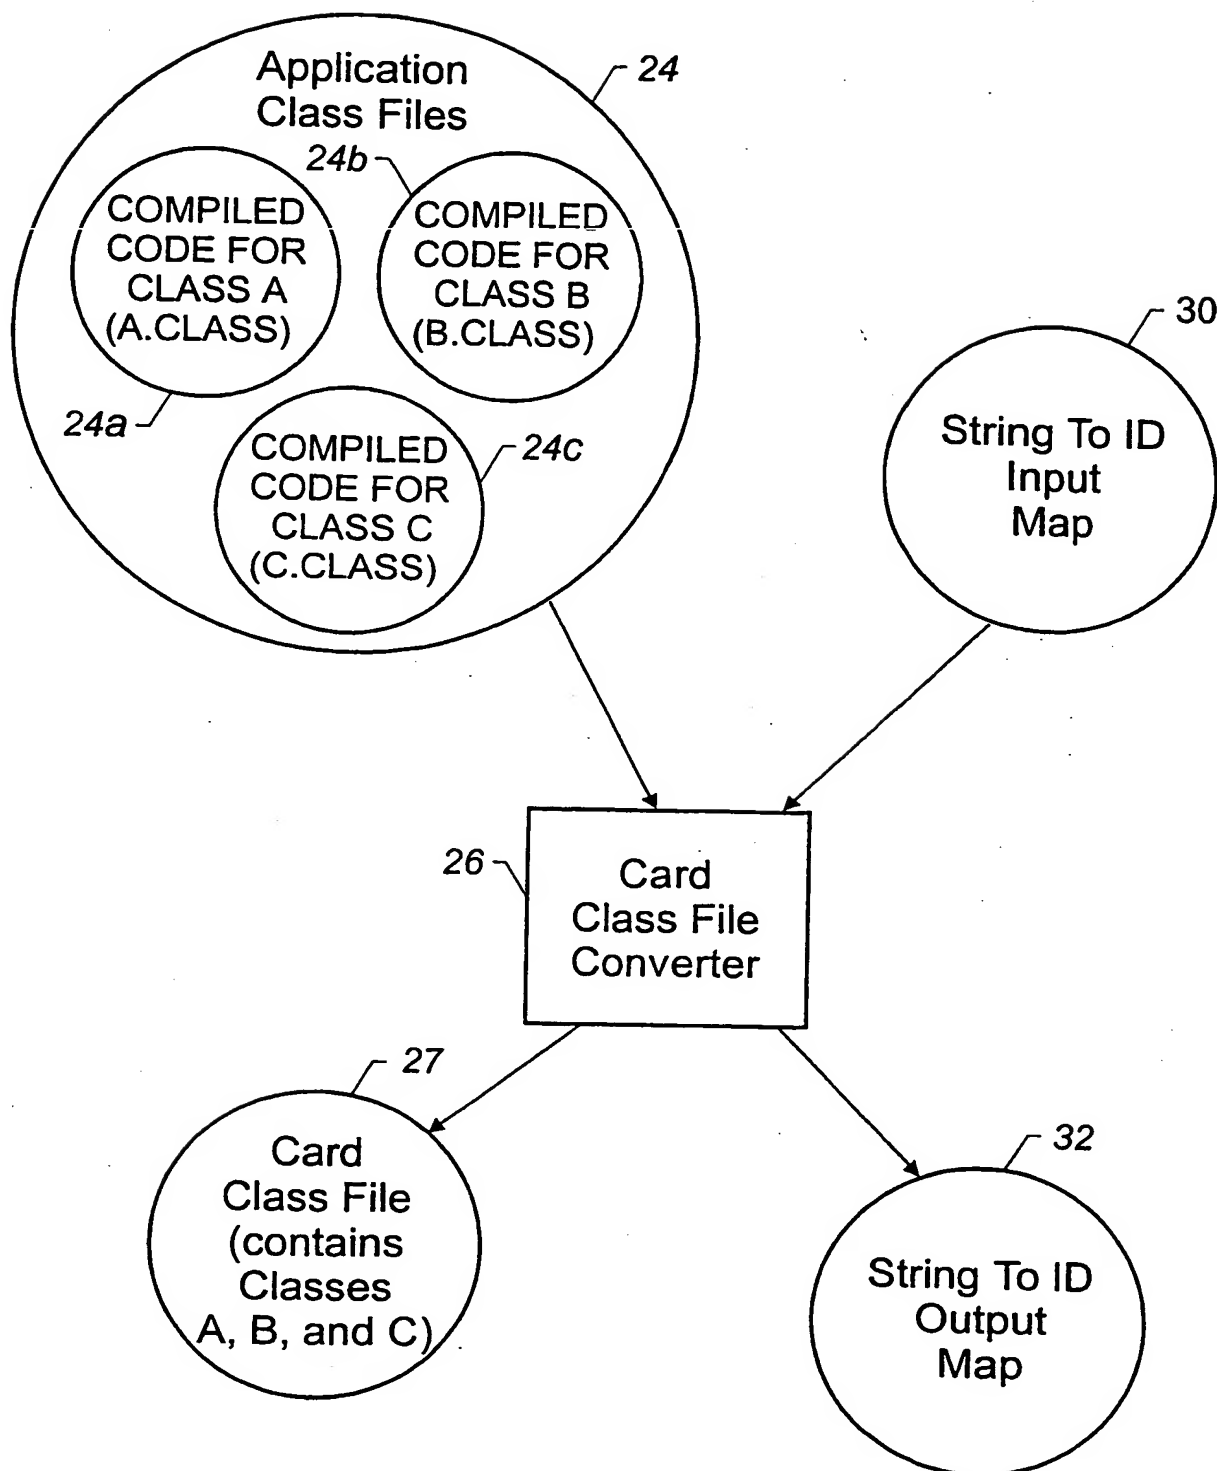 Application
Class Files
24
24b
COMPILED
CODE FOR
CLASS A
(A.CLASS)
COMPILED
CODE FOR
CLASS B
(B.CLASS)
24a
COMPILED
CODE FOR
CLASS C
(C.CLASS)
24c
30
String To ID
Input
Map
26
Card
Class File
Converter
27
Card
Class File
(contains
Classes
A, B, and C)
32
String To ID
Output
Map